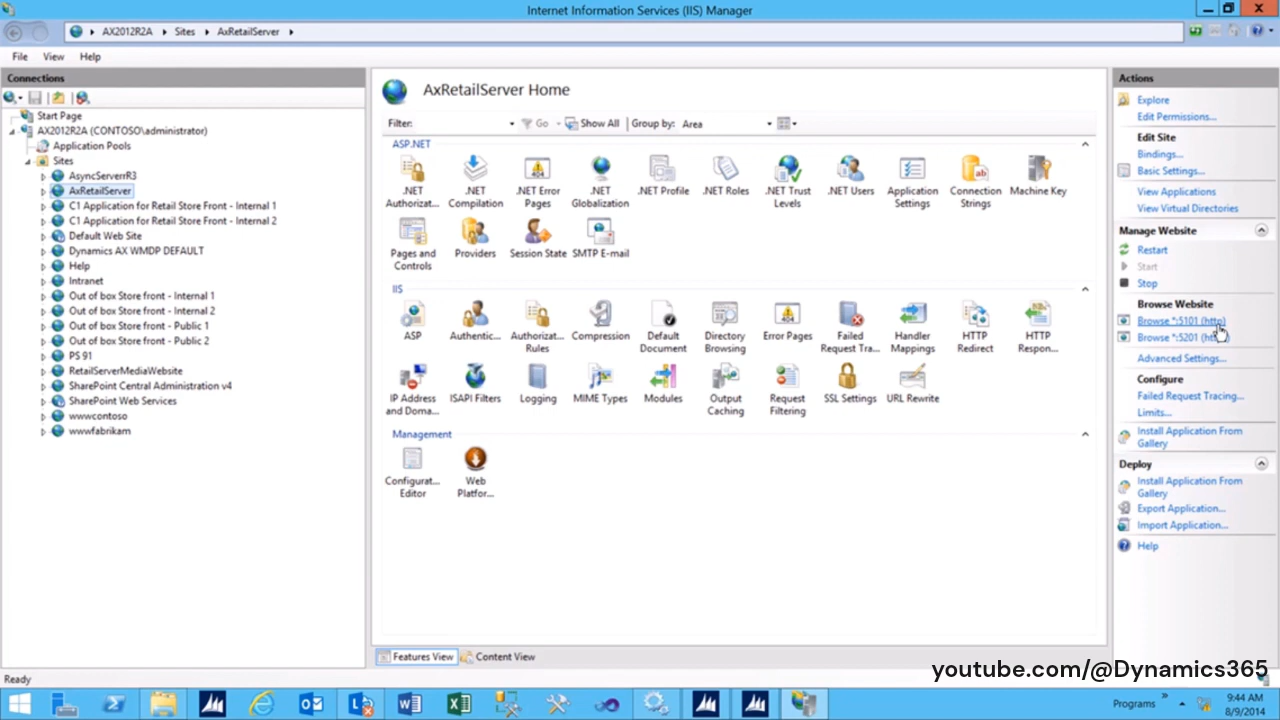 Internet Information Services (IIS) Manager
AX2012R2A
Sites
AxRetailServer
File View Help
Connections
Start Page
AX2012R2A (CONTOSO\administrator)
Application Pools
Sites
AsyncServerrR3
AxRetailServer
C1 Application for Retail Store Front - Internal 1
C1 Application for Retail Store Front - Internal 2
Default Web Site
Dynamics AX WMDP DEFAULT
Help
Intranet
Out of box Store front - Internal 1
Out of box Store front - Internal 2
Out of box Store front - Public 1
Out of box Store front - Public 2
PS 91
RetailServerMediaWebsite
SharePoint Central Administration v4
SharePoint Web Services
wwwcontoso
wwwfabrikam
AxRetailServer Home
Filter: Go Show All Group by: Area
ASP.NET
.NET Authorizat...
.NET Compilation
.NET Error Pages
.NET Globalization
.NET Profile
.NET Roles
.NET Trust Levels
.NET Users
Application Settings
Connection Strings
Machine Key
Pages and Controls
Providers
Session State
SMTP E-mail
IIS
ASP
Authentic...
Authorizat... Rules
Compression
Default Document
Directory Browsing
Error Pages
Failed Request Tra...
Handler Mappings
HTTP Redirect
HTTP Respon...
IP Address and Doma...
ISAPI Filters
Logging
MIME Types
Modules
Output Caching
Request Filtering
SSL Settings
URL Rewrite
Management
Configurat... Editor
Web Platfor...
Features View
Content View
Actions
Explore
Edit Permissions...
Edit Site
Bindings...
Basic Settings...
View Applications
View Virtual Directories
Manage Website
Restart
Start
Stop
Browse Website
Browse *:5101 (http)
Browse *:5201
Advanced Settings...
Configure
Failed Request Tracing...
Limits...
Install Application From
Gallery
Deploy
Install Application From
Gallery
Export Application...
Import Application...
Help
Ready
youtube.com/@Dynamics365
Programs
9:44 AM
8/9/2014